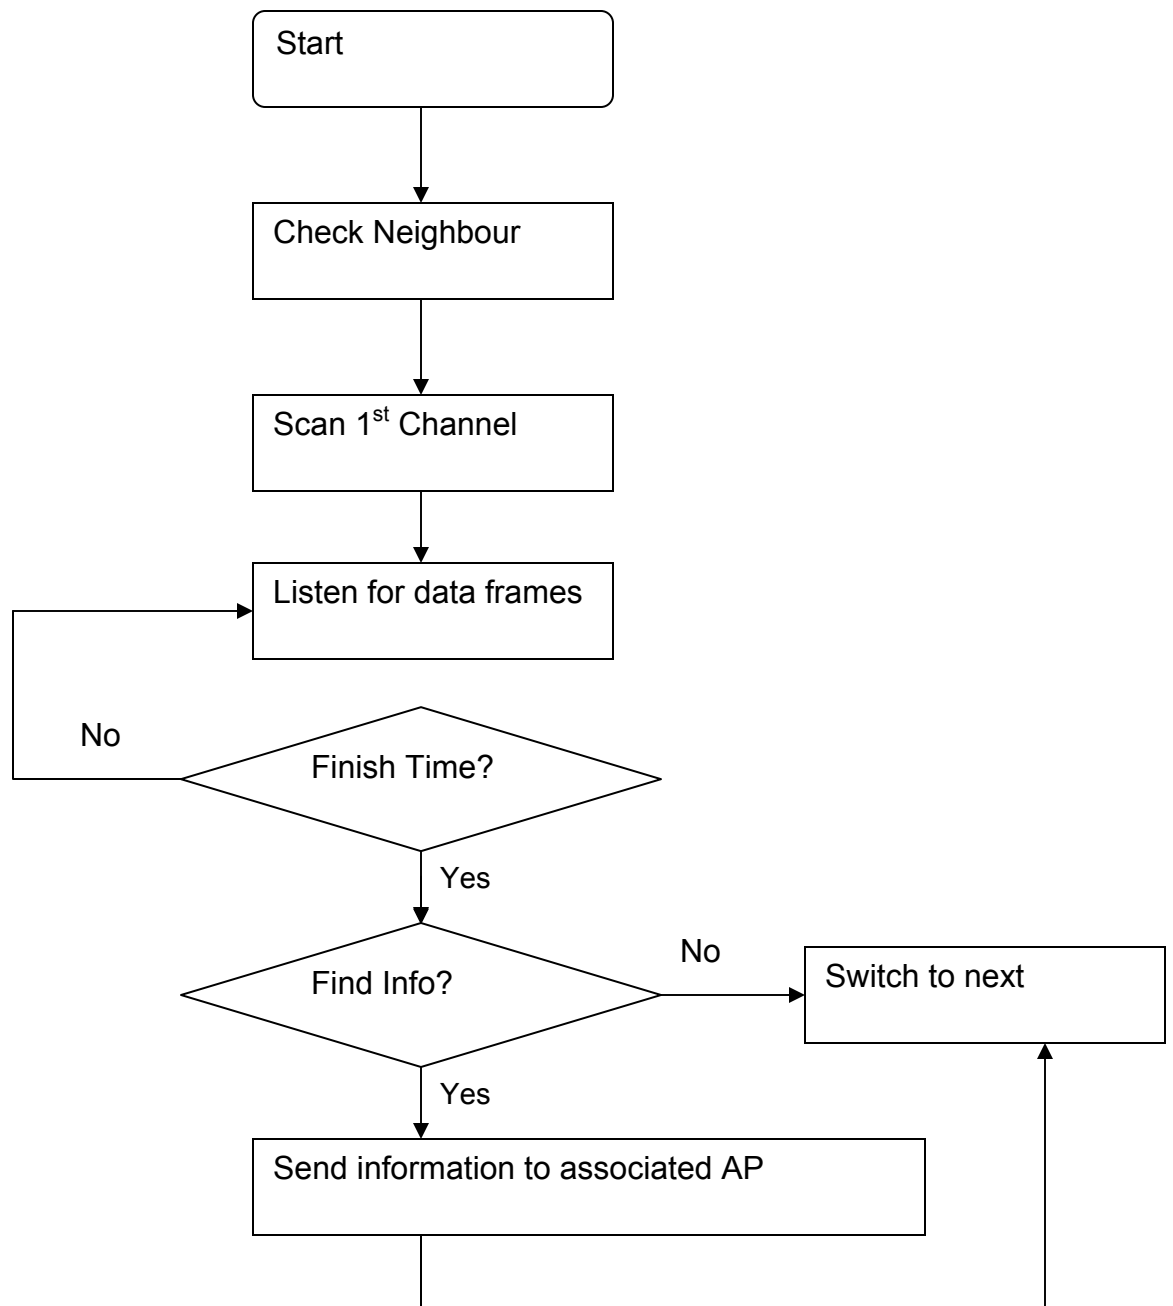 Start
Check Neighbour
Scan 1st Channel
Listen for data frames
No
Finish Time?
Yes
No
Find Info?
Switch to next
Yes
Send information to associated AP